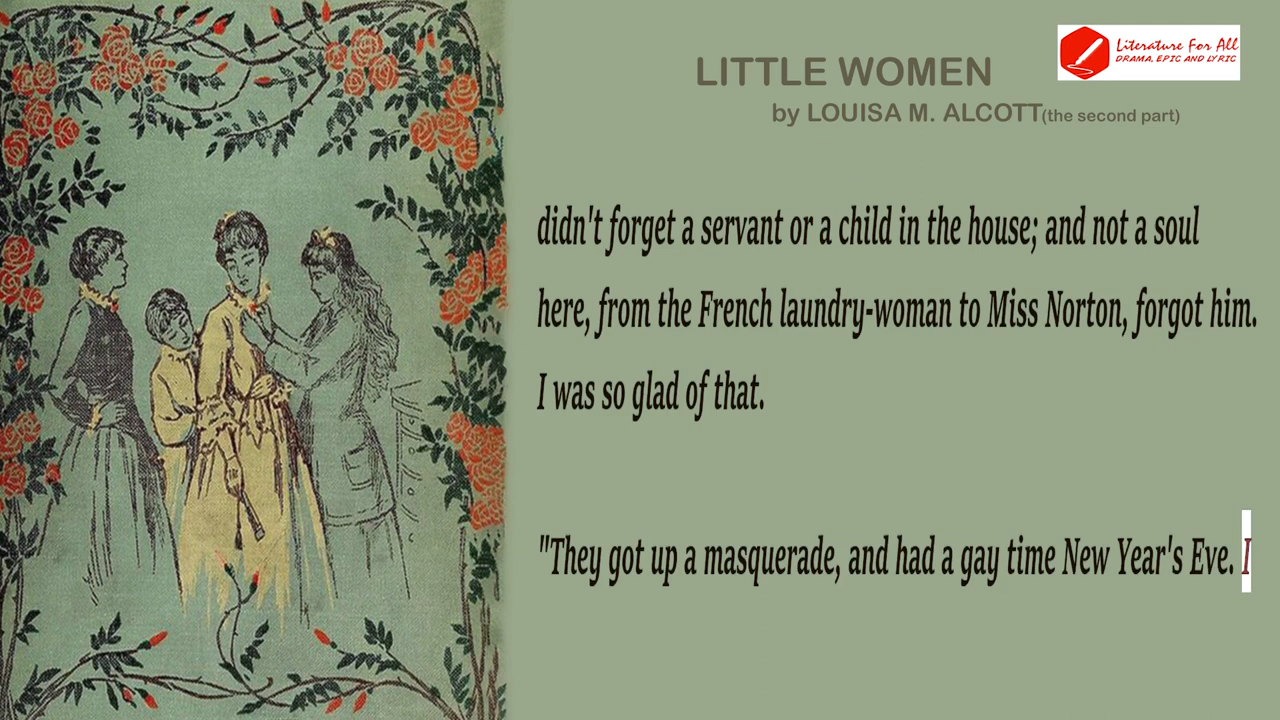 LITTLE WOMEN
by LOUISA M. ALCOTT(the second part)
Literature For All
DRAMA, EPIC AND LYRIC
didn't forget a servant or a child in the house; and not a soul
here, from the French laundry-woman to Miss Norton, forgot him.
I was so glad of that.
"They got up a masquerade, and had a gay time New Year's Eve. I